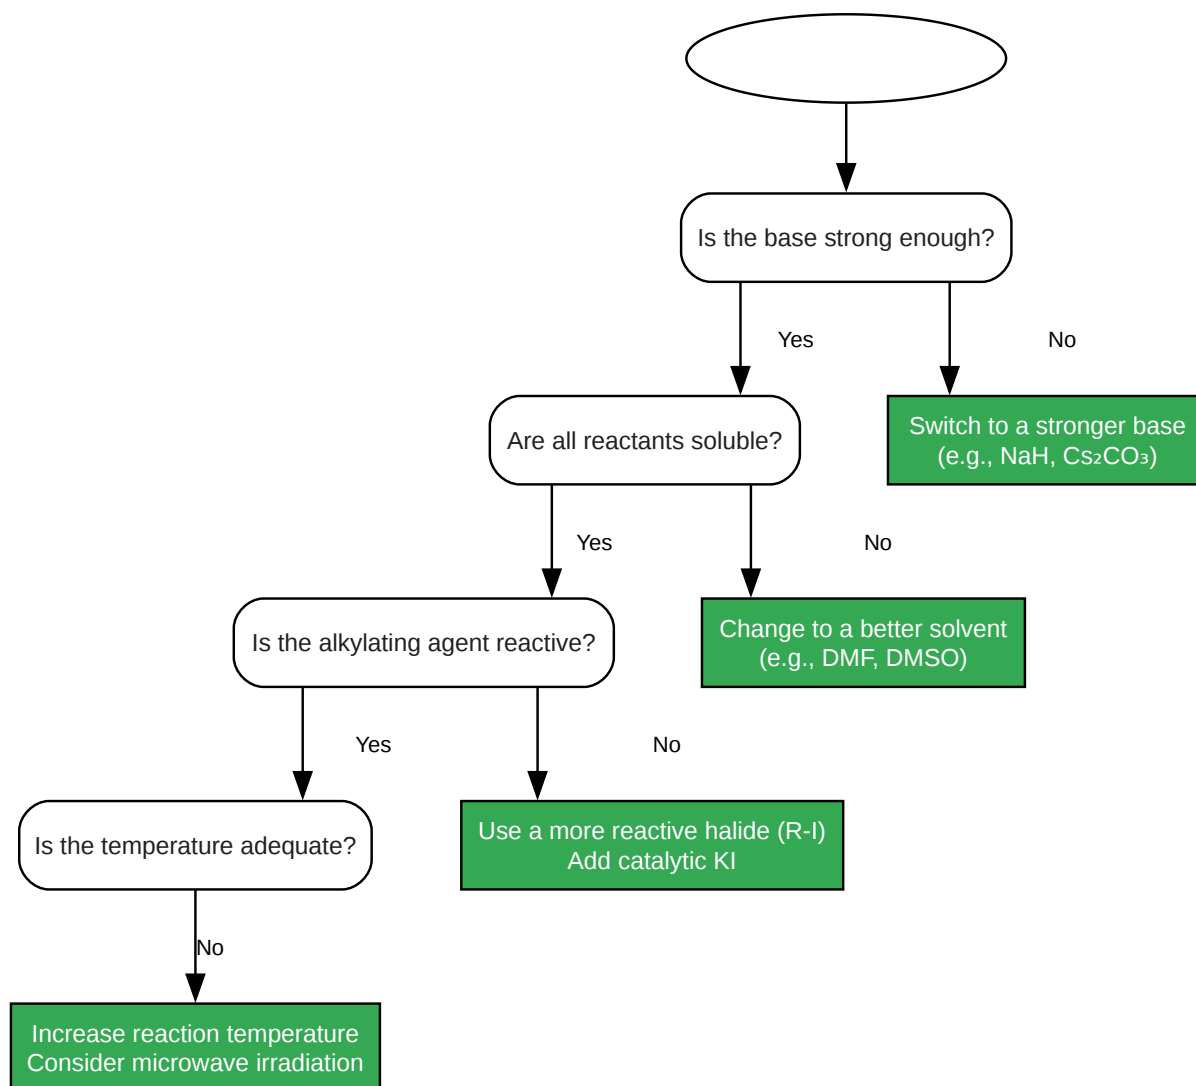 Is the base strong enough?
Yes
No
Are all reactants soluble?
Switch to a stronger base
(e.g., NaH, Cs₂CO₃)
Yes
No
Is the alkylating agent reactive?
Change to a better solvent
(e.g., DMF, DMSO)
Yes
No
Is the temperature adequate?
Use a more reactive halide (R-I)
Add catalytic KI
No
Increase reaction temperature
Consider microwave irradiation